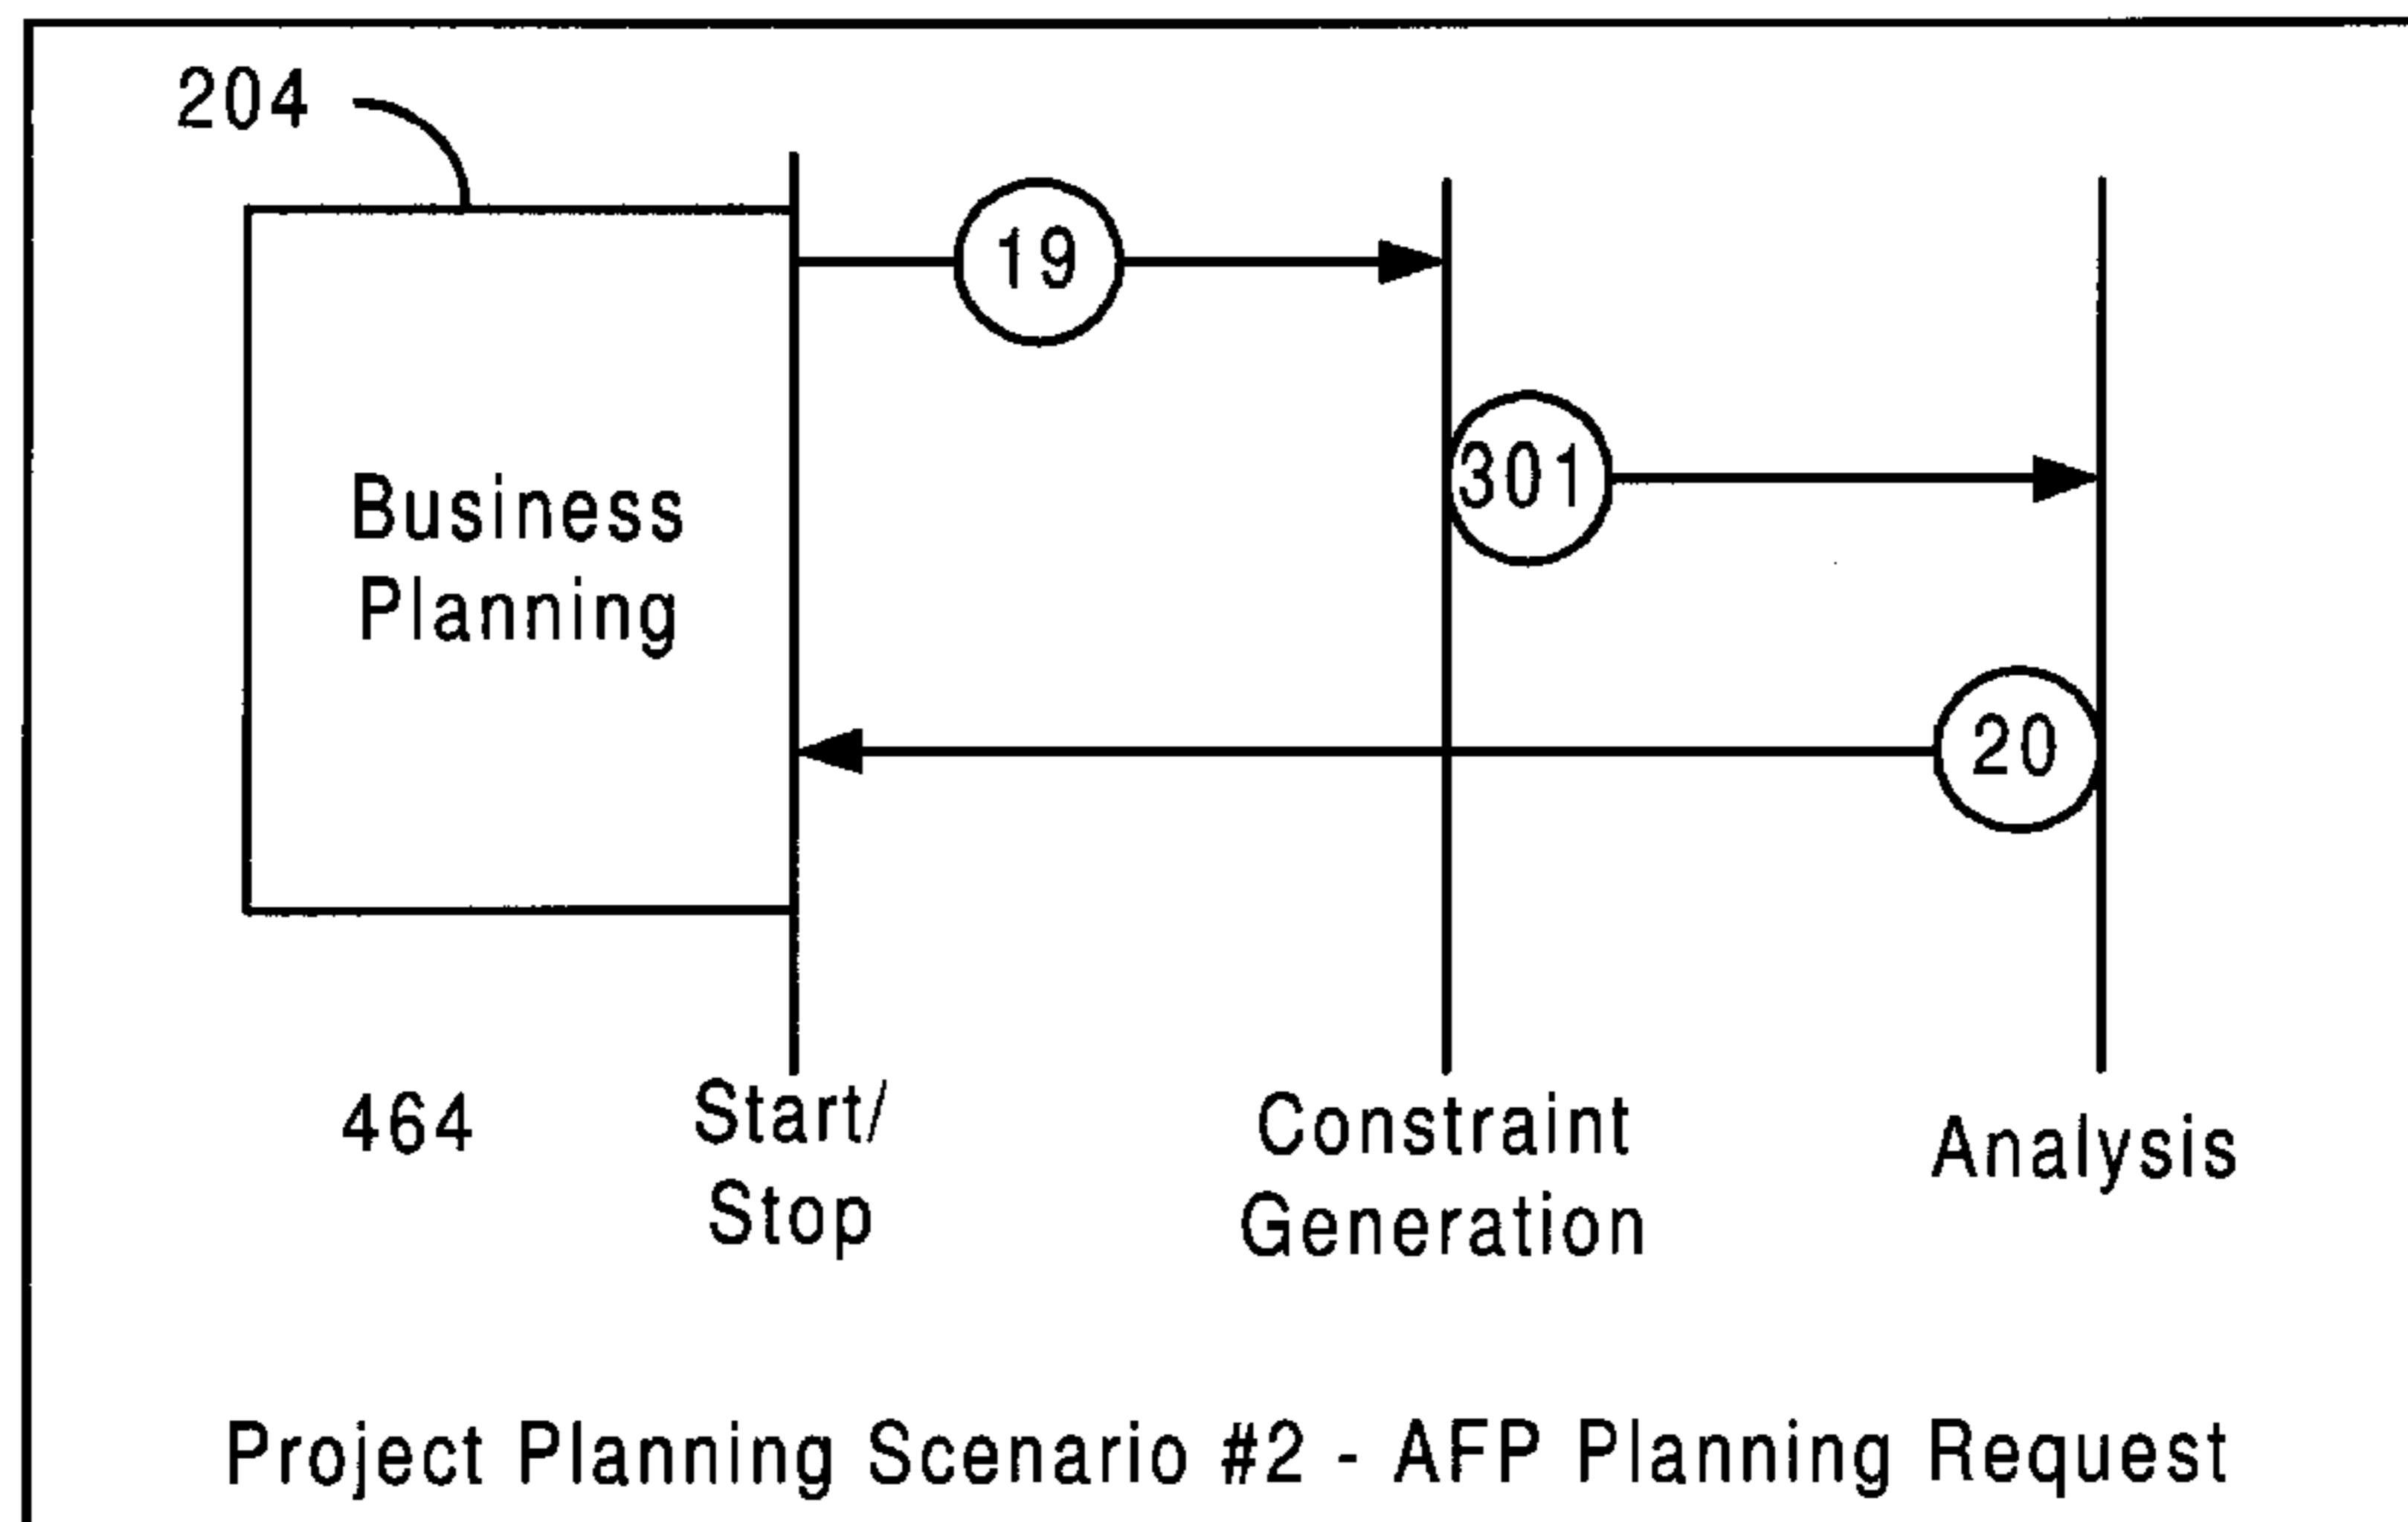 204
19
301
Business
Planning
20
464
Start/
Stop
Constraint
Generation
Analysis
Project Planning Scenario #2 - AFP Planning Request